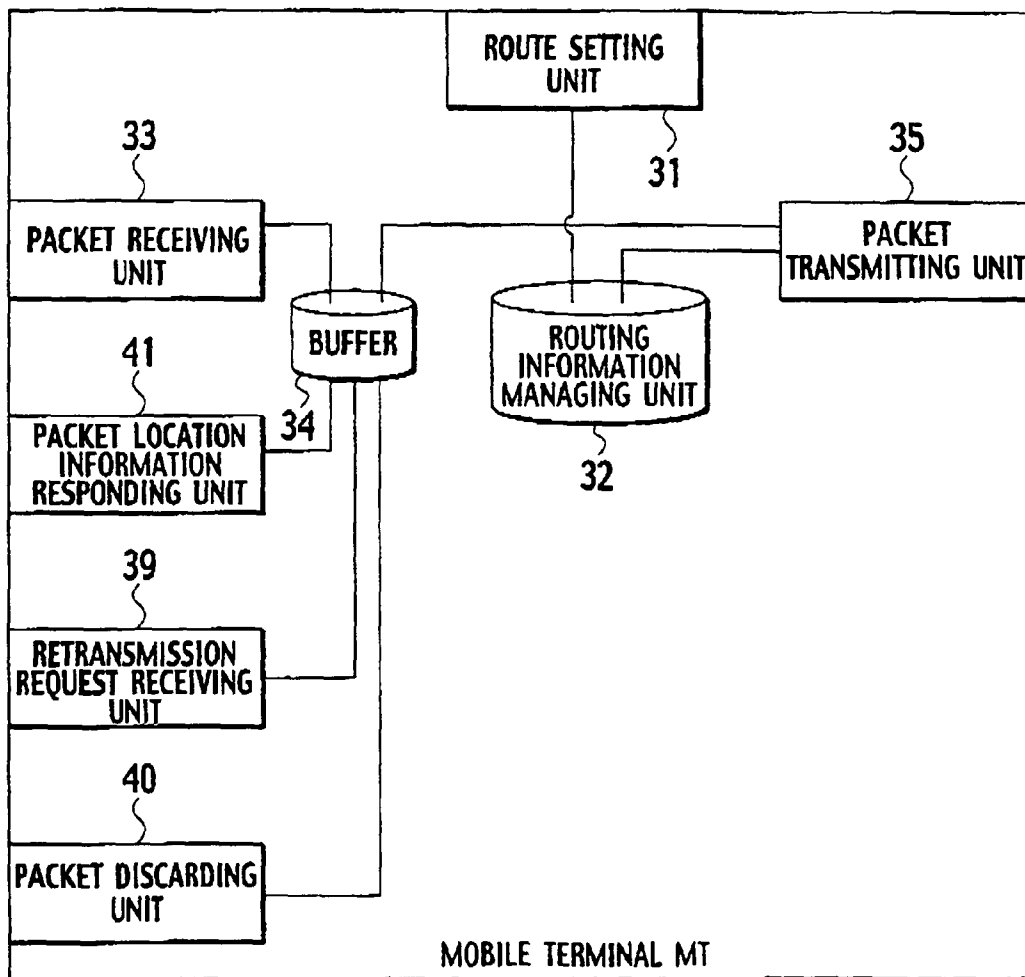 ROUTE SETTING
UNIT
31
33
35
PACKET RECEIVING
UNIT
PACKET
TRANSMITTING UNIT
BUFFER
34
ROUTING
INFORMATION
MANAGING UNIT
32
41
PACKET LOCATION
INFORMATION
RESPONDING UNIT
39
RETRANSMISSION
REQUEST RECEIVING
UNIT
40
PACKET DISCARDING
UNIT
MOBILE TERMINAL MT